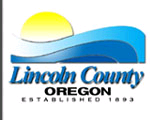 Lincoln County
OREGON
ESTABLISHED 1893